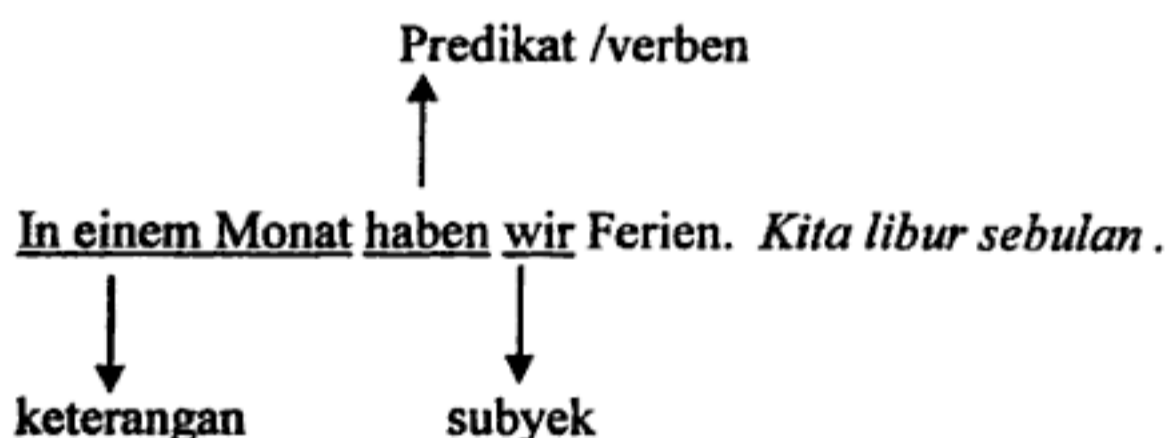 Predikat /verben
In einem Monat haben wir Ferien. Kita libur sebulan .
keterangan subyek